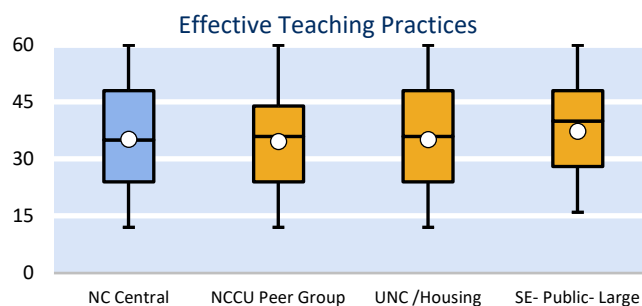 Effective Teaching Practices
60
45
30
15
0
NC Central
NCCU Peer Group
UNC /Housing
SE- Public- Large